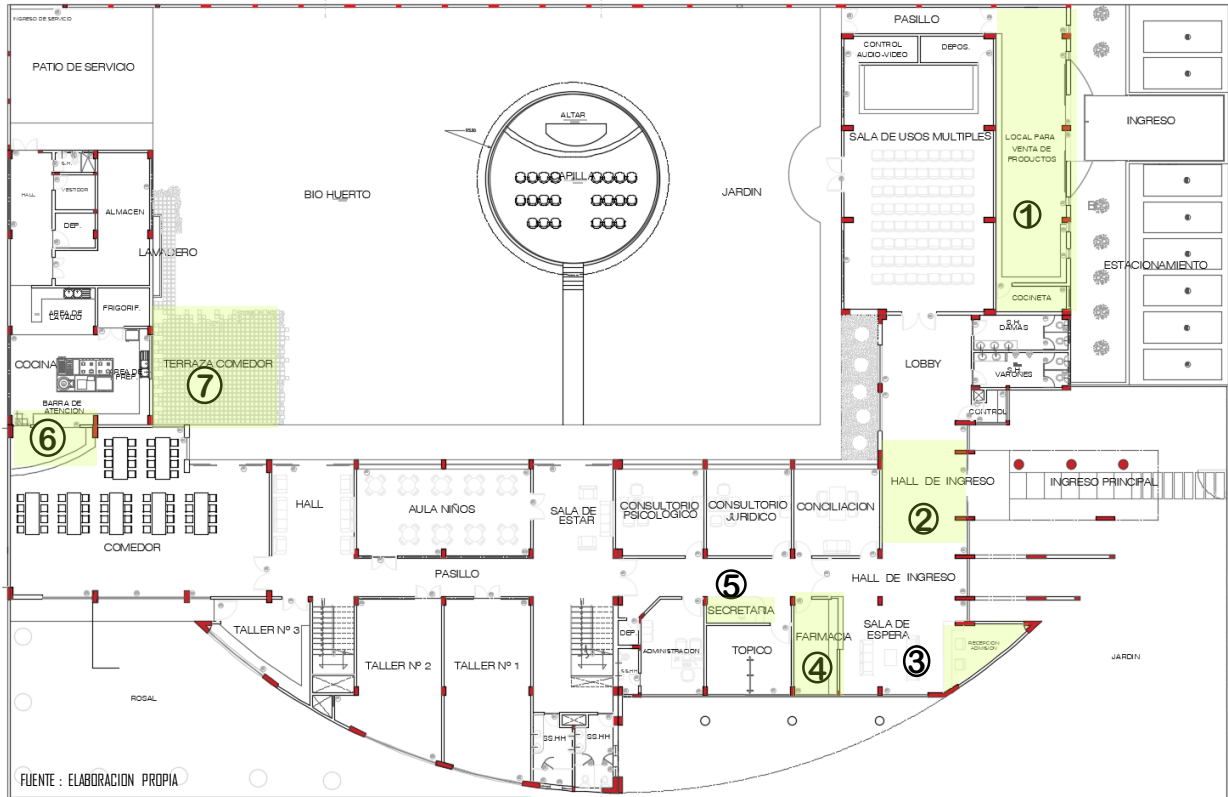 INGRESO DE SERVICIO
PASILLO
PATIO DE SERVICIO
CONTROL
AUDIO-VIDEO
DEPOS.
ALTAR
INGRESO
SALA DE USOS MULTIPLES
LOCAL PARA
VENTA DE
PRODUCTOS
S.H.
CAPILLA
HALL
VESTIDOR
BIO HUERTO
JARDIN
ALMACEN
①
DEP.
LAVADERO
ESTACIONAMIENTO
COCINETA
FRIGORIF.
AREA DE
LAVADO
S.H.
DAMAS
COCINA
TERRAZA COMEDOR
LOBBY
AREA DE
PREP.
S.H.
VARONES
⑦
BARRA DE
ATENCION
CONTROL
⑥
HALL DE INGRESO
INGRESO PRINCIPAL
HALL
AULA NIÑOS
SALA DE
ESTAR
CONSULTORIO
PSICOLOGICO
CONSULTORIO
JURIDICO
CONCILIACION
②
COMEDOR
PASILLO
⑤
HALL DE INGRESO
SECRETARIA
TALLER Nº 3
DEP.
FARMACIA
SALA DE
ESPERA
ADMINISTRACION
TOPICO
RECEPCION
ADMISION
TALLER Nº 2
TALLER Nº 1
SS.HH
④
③
JARDIN
ROSAL
SS.HH
SS.HH
FUENTE : ELABORACION PROPIA